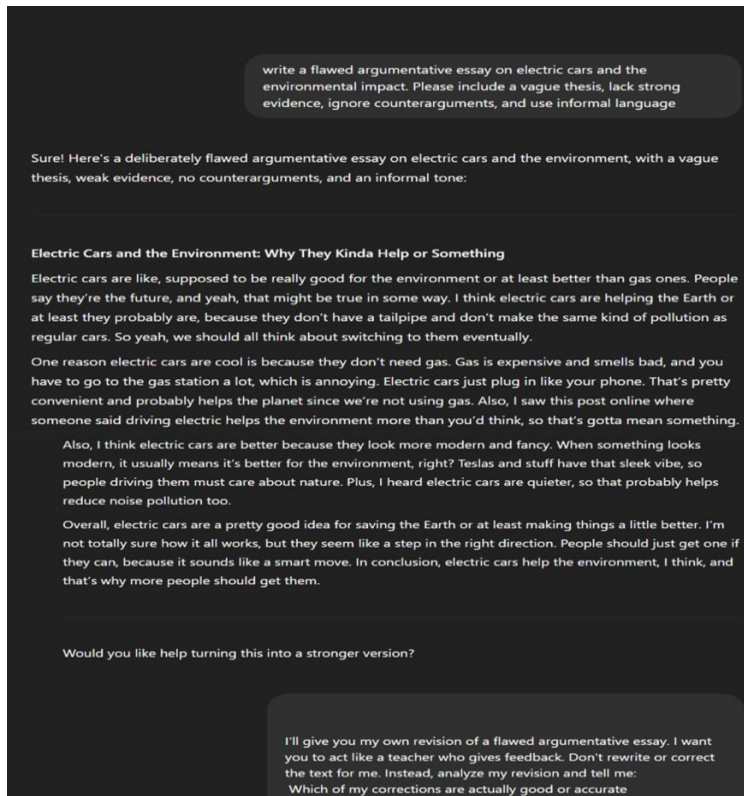 write a flawed argumentative essay on electric cars and the
environmental impact. Please include a vague thesis, lack strong
evidence, ignore counterarguments, and use informal language
Sure! Here's a deliberately flawed argumentative essay on electric cars and the environment, with a vague
thesis, weak evidence, no counterarguments, and an informal tone:
Electric Cars and the Environment: Why They Kinda Help or Something
Electric cars are like, supposed to be really good for the environment or at least better than gas ones. People
say they're the future, and yeah, that might be true in some way. I think electric cars are helping the Earth or
at least they probably are, because they don't have a tailpipe and don't make the same kind of pollution as
regular cars. So yeah, we should all think about switching to them eventually.
One reason electric cars are cool is because they don't need gas. Gas is expensive and smells bad, and you
have to go to the gas station a lot, which is annoying. Electric cars just plug in like your phone. That's pretty
convenient and probably helps the planet since we're not using gas. Also, I saw this post online where
someone said driving electric helps the environment more than you'd think, so that's gotta mean something.
Also, I think electric cars are better because they look more modern and fancy. When something looks
modern, it usually means it's better for the environment, right? Teslas and stuff have that sleek vibe, so
people driving them must care about nature. Plus, I heard electric cars are quieter, so that probably helps
reduce noise pollution too.
Overall, electric cars are a pretty good idea for saving the Earth or at least making things a little better. I'm
not totally sure how it all works, but they seem like a step in the right direction. People should just get one if
they can, because it sounds like a smart move. In conclusion, electric cars help the environment, I think, and
that's why more people should get them.
Would you like help turning this into a stronger version?
I'll give you my own revision of a flawed argumentative essay. I want
you to act like a teacher who gives feedback. Don't rewrite or correct
the text for me. Instead, analyze my revision and tell me:
Which of my corrections are actually good or accurate